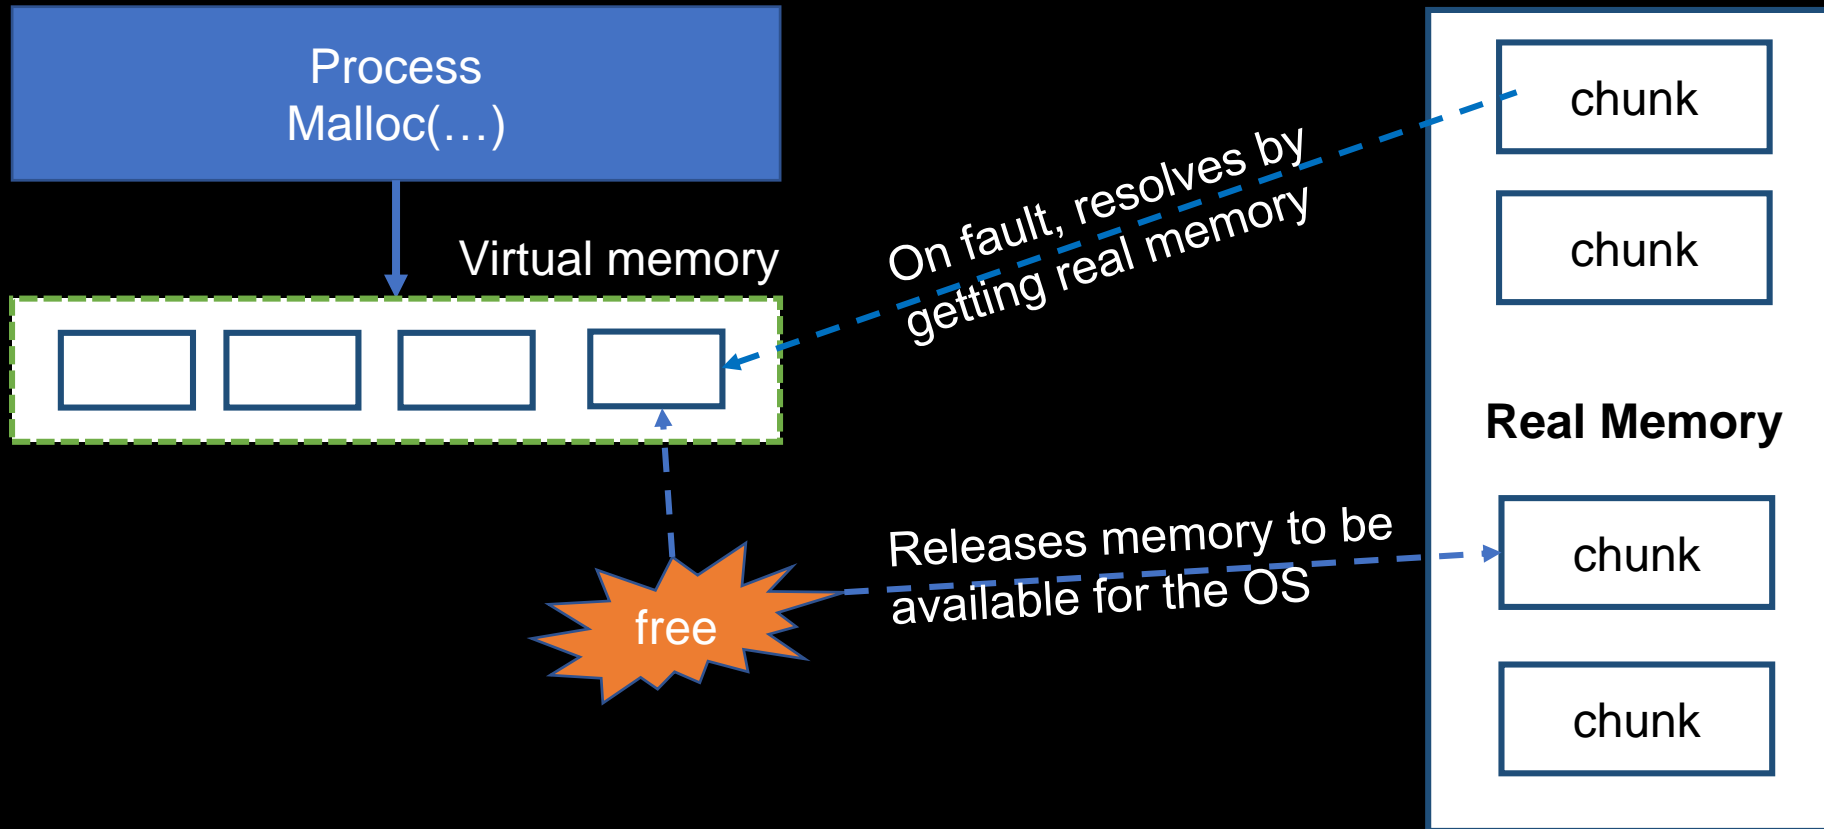 Process
Malloc(…)
Virtual memory
On fault, resolves by
getting real memory
free
Releases memory to be
available for the OS
chunk
chunk
Real Memory
chunk
chunk